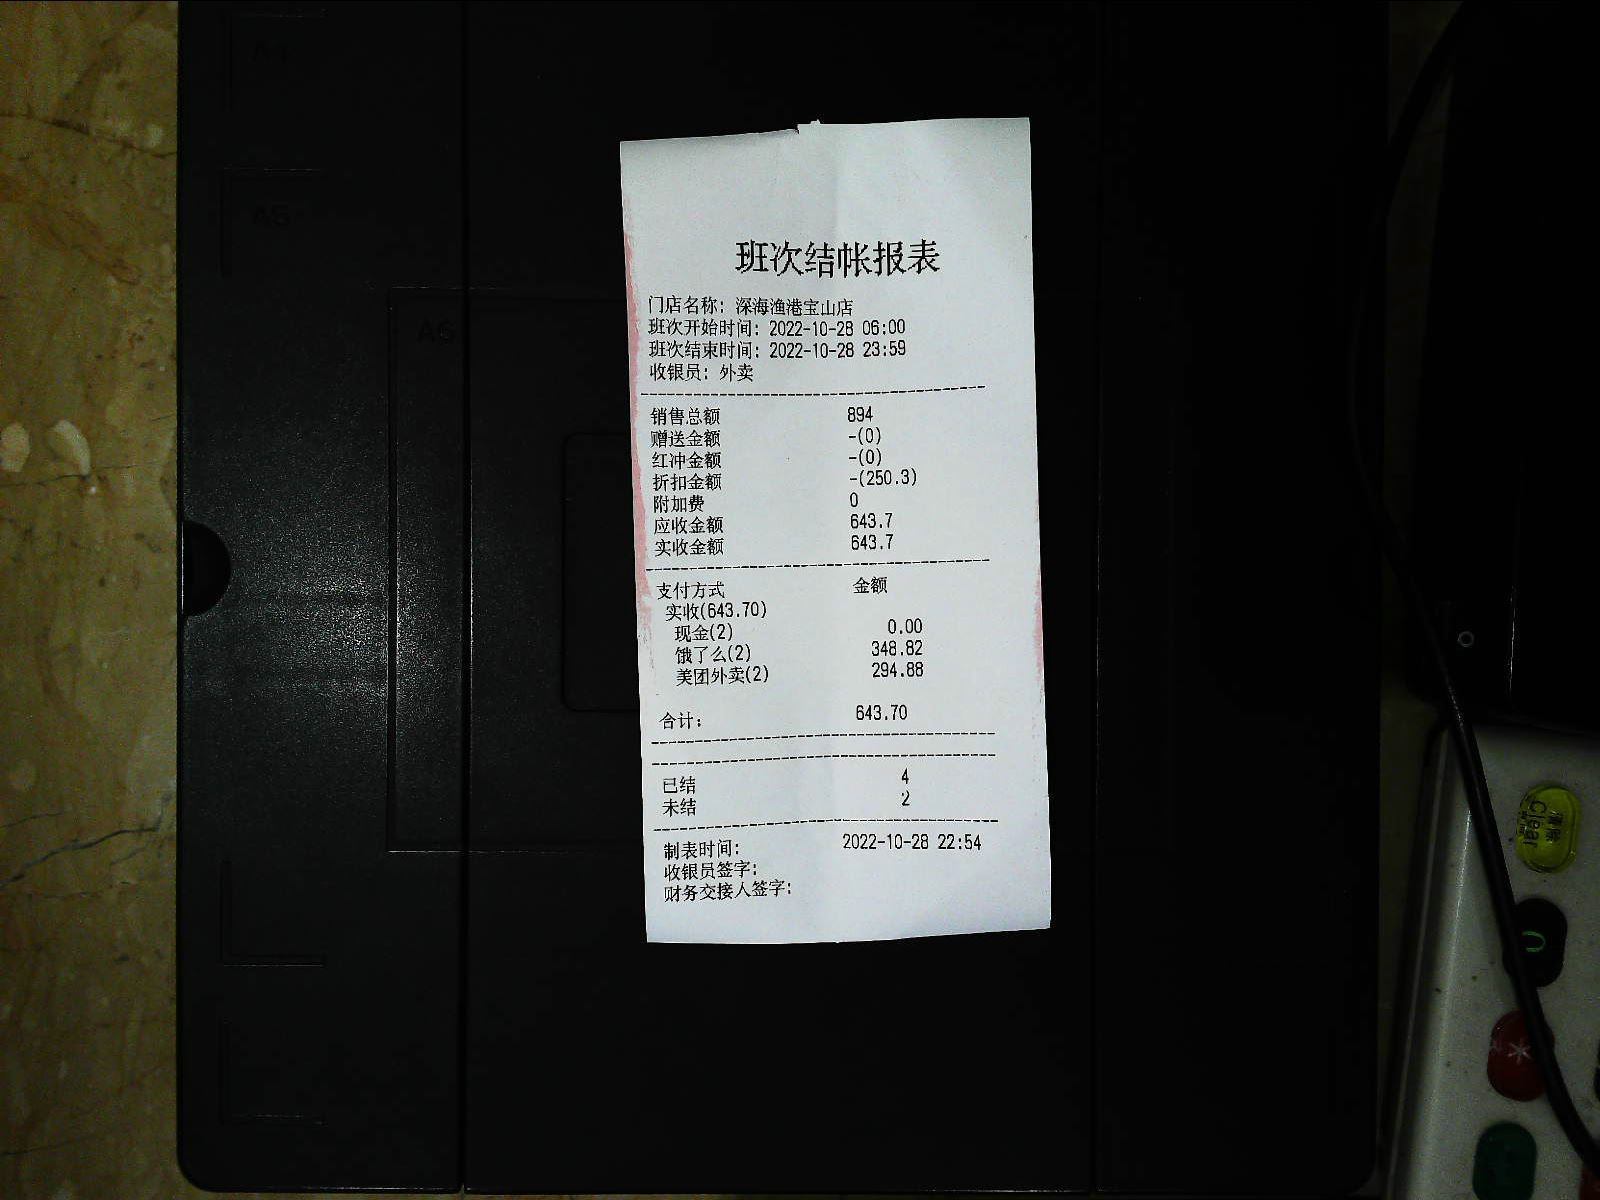 A4
A5
A6
班次结帐报表
门店名称: 深海渔港宝山店
班次开始时间: 2022-10-28 06:00
班次结束时间: 2022-10-28 23:59
收银员: 外卖
销售总额 894
赠送金额 -(0)
红冲金额 -(0)
折扣金额 -(250.3)
附加费 0
应收金额 643.7
实收金额 643.7
支付方式 金额
实收(643.70)
现金(2) 0.00
饿了么(2) 348.82
美团外卖(2) 294.88
合计: 643.70
已结 4
未结 2
制表时间: 2022-10-28 22:54
收银员签字:
财务交接人签字:
清除
Clear
0
*